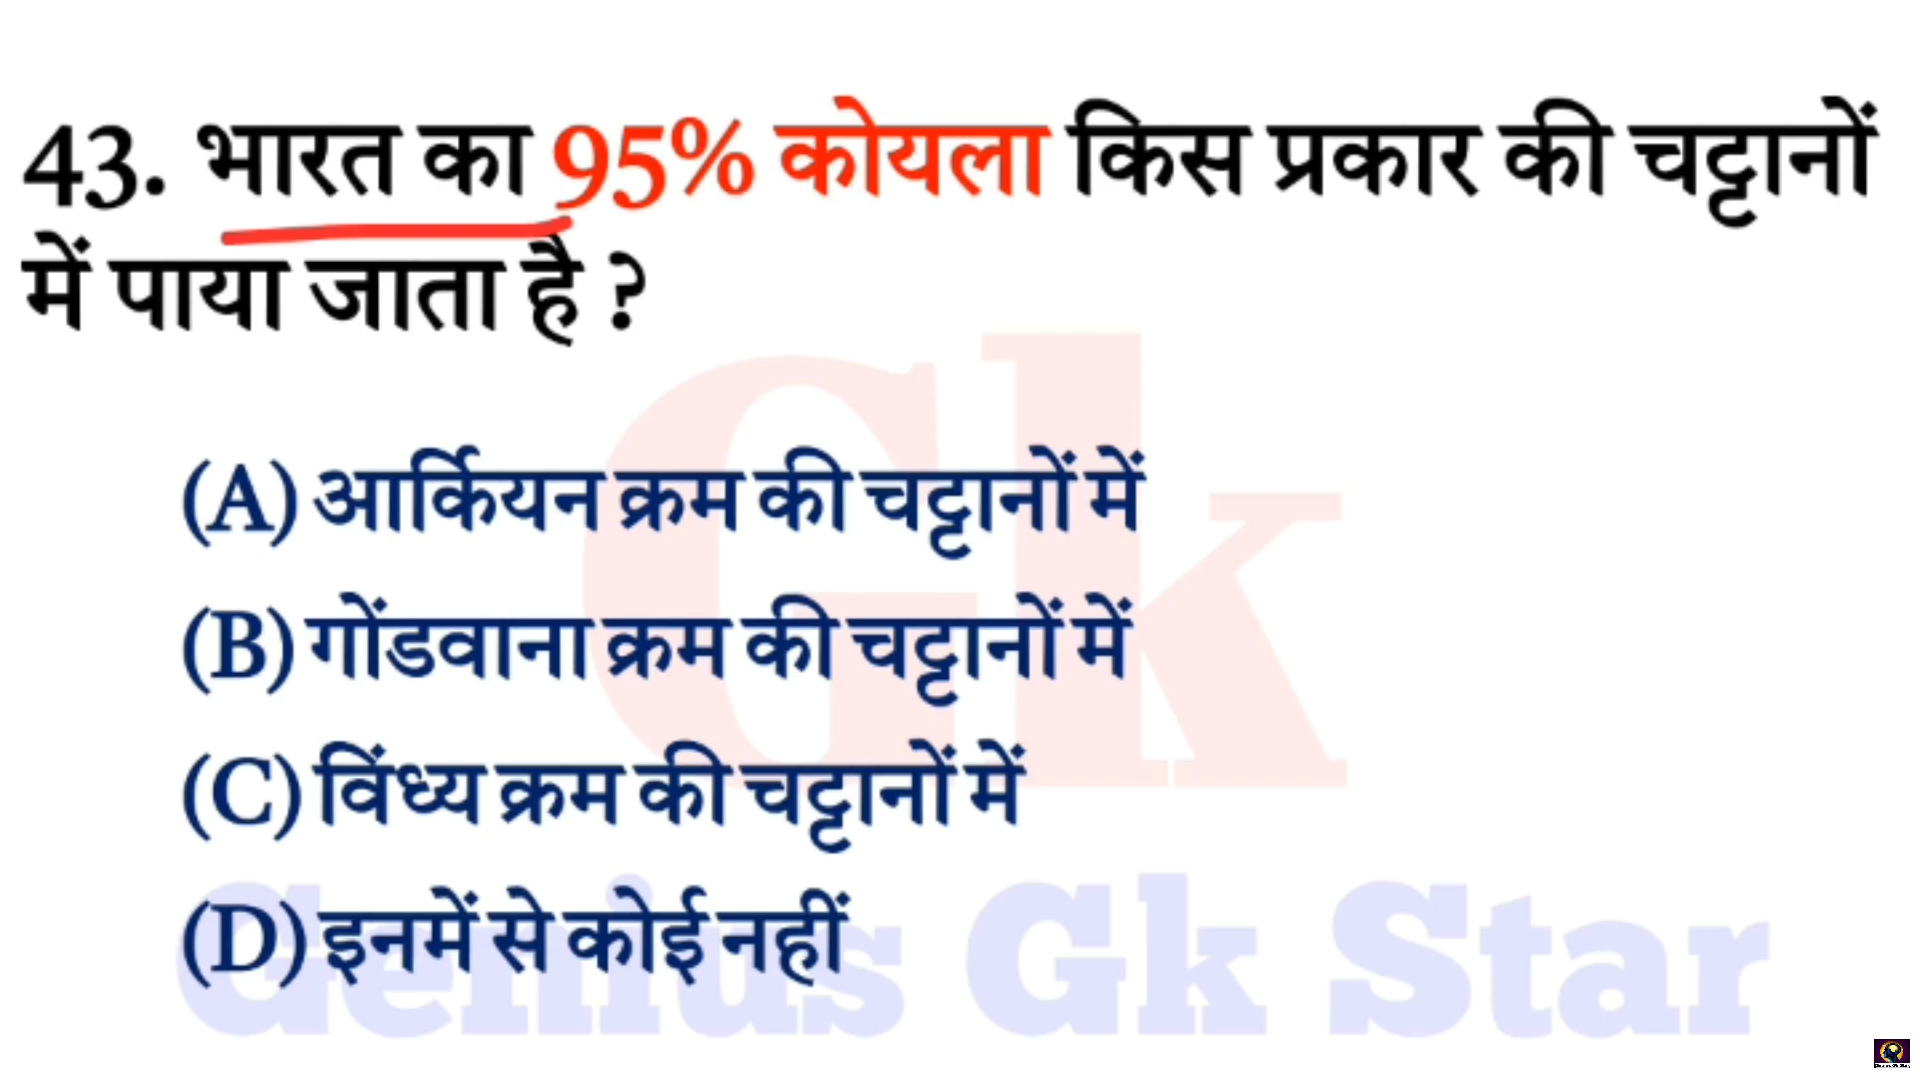 43. भारत का 95% कोयला किस प्रकार की चट्टानों
में पाया जाता है ?
(A) आर्कियन क्रम की चट्टानों में
(B) गोंडवाना क्रम की चट्टानों में
(C) विंध्य क्रम की चट्टानों में
(D) इनमें से कोई नहीं
Gk
Genius Gk Star